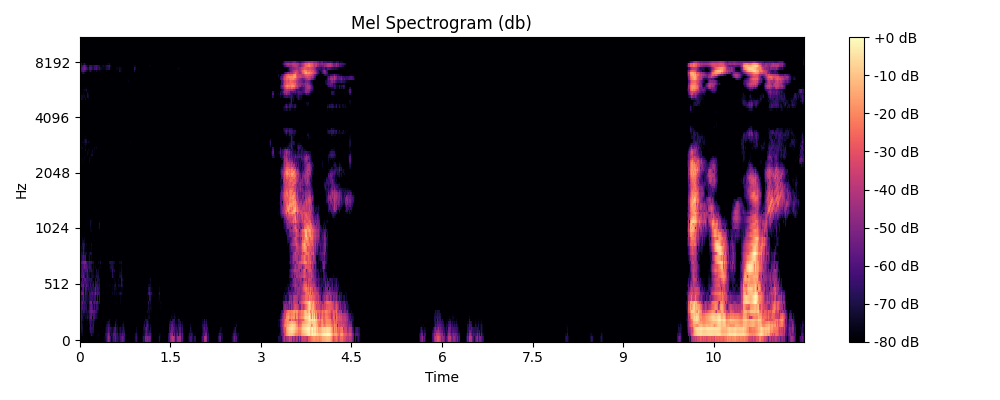 Mel Spectrogram (db)
Hz
8192
4096
2048
1024
512
0
0 1.5 3 4.5 6 7.5 9 10
Time
+0 dB
-10 dB
-20 dB
-30 dB
-40 dB
-50 dB
-60 dB
-70 dB
-80 dB